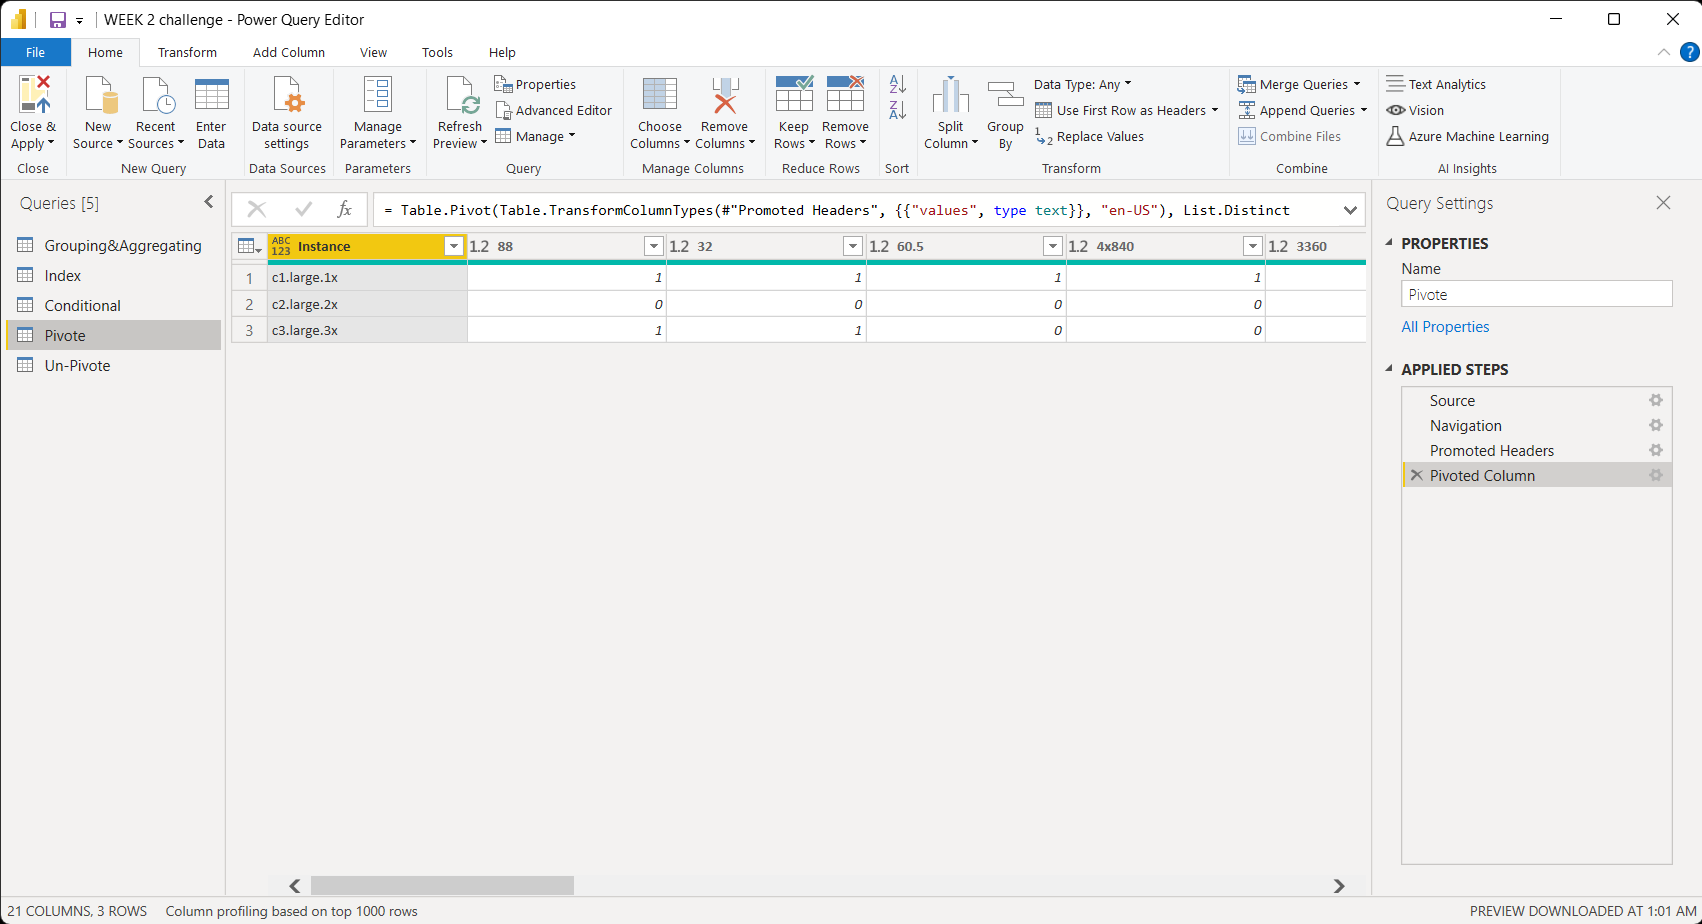 WEEK 2 challenge - Power Query Editor
File Home Transform Add Column View Tools Help
Close & Apply
Close
New Source
Recent Sources
Enter Data
New Query
Data source settings
Data Sources
Manage Parameters
Parameters
Refresh Preview
Properties
Advanced Editor
Manage
Query
Choose Columns
Remove Columns
Manage Columns
Keep Rows
Remove Rows
Reduce Rows
A Z
Z A
Sort
Split Column
Group By
Data Type: Any
Use First Row as Headers
1 2 Replace Values
Transform
Merge Queries
Append Queries
Combine Files
Combine
Text Analytics
Vision
Azure Machine Learning
AI Insights
?
Queries [5]
Grouping&Aggregating
Index
Conditional
Pivote
Un-Pivote
fx
= Table.Pivot(Table.TransformColumnTypes(#"Promoted Headers", {{"values", type text}}, "en-US"), List.Distinct
ABC 123 Instance 1.2 88 1.2 32 1.2 60.5 1.2 4x840 1.2 3360
1 c1.large.1x 1 1 1 1
2 c2.large.2x 0 0 0 0
3 c3.large.3x 1 1 0 0
Query Settings
PROPERTIES
Name
Pivote
All Properties
APPLIED STEPS
Source
Navigation
Promoted Headers
Pivoted Column
21 COLUMNS, 3 ROWS Column profiling based on top 1000 rows PREVIEW DOWNLOADED AT 1:01 AM